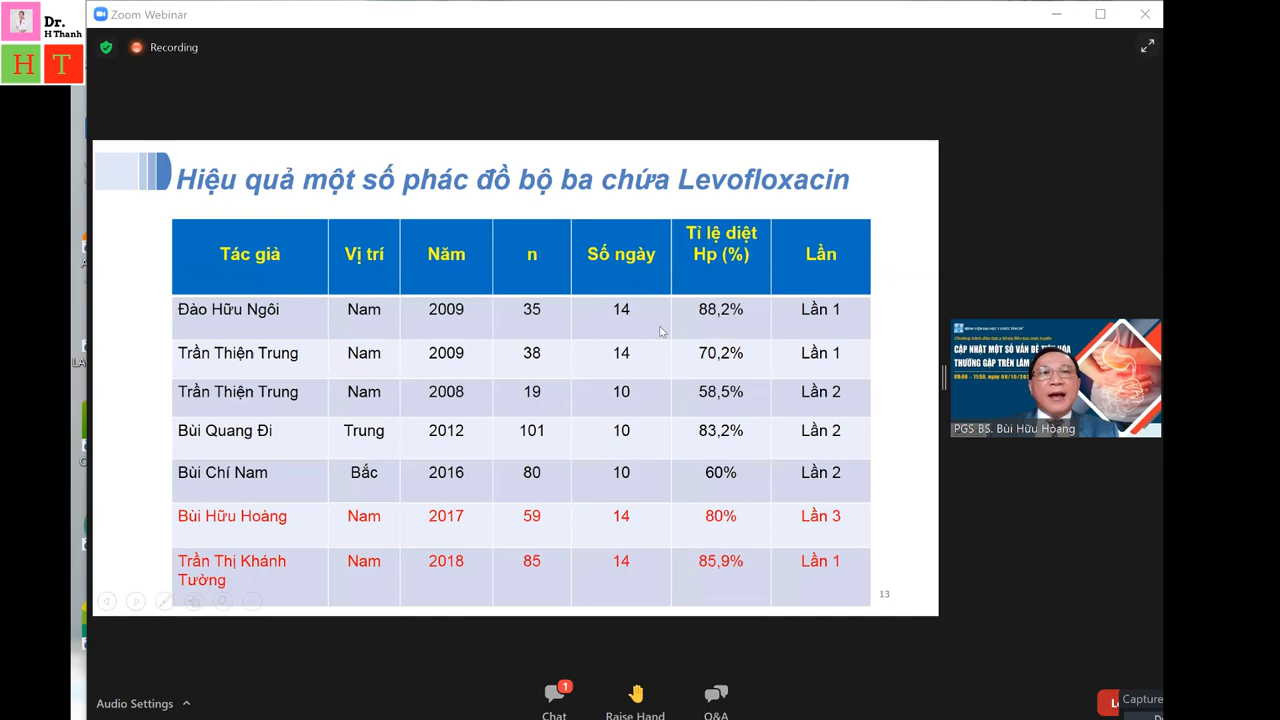 Dr.
H Thanh
H T
Zoom Webinar
Recording
Hiệu quả một số phác đồ bộ ba chứa Levofloxacin
Tác giả Vị trí Năm n Số ngày Tỉ lệ diệt Hp (%) Lần
Đào Hữu Ngôi Nam 2009 35 14 88,2% Lần 1
Trần Thiện Trung Nam 2009 38 14 70,2% Lần 1
Trần Thiện Trung Nam 2008 19 10 58,5% Lần 2
Bùi Quang Đi Trung 2012 101 10 83,2% Lần 2
Bùi Chí Nam Bắc 2016 80 10 60% Lần 2
Bùi Hữu Hoàng Nam 2017 59 14 80% Lần 3
Trần Thị Khánh Tường Nam 2018 85 14 85,9% Lần 1
13
CẬP NHẬT MỘT SỐ VẤN ĐỀ TIÊU HÓA
THƯỜNG GẶP TRÊN LÂM
PGS BS. Bùi Hữu Hoàng
Audio Settings
1
Chat
Raise Hand
Q&A
Capture